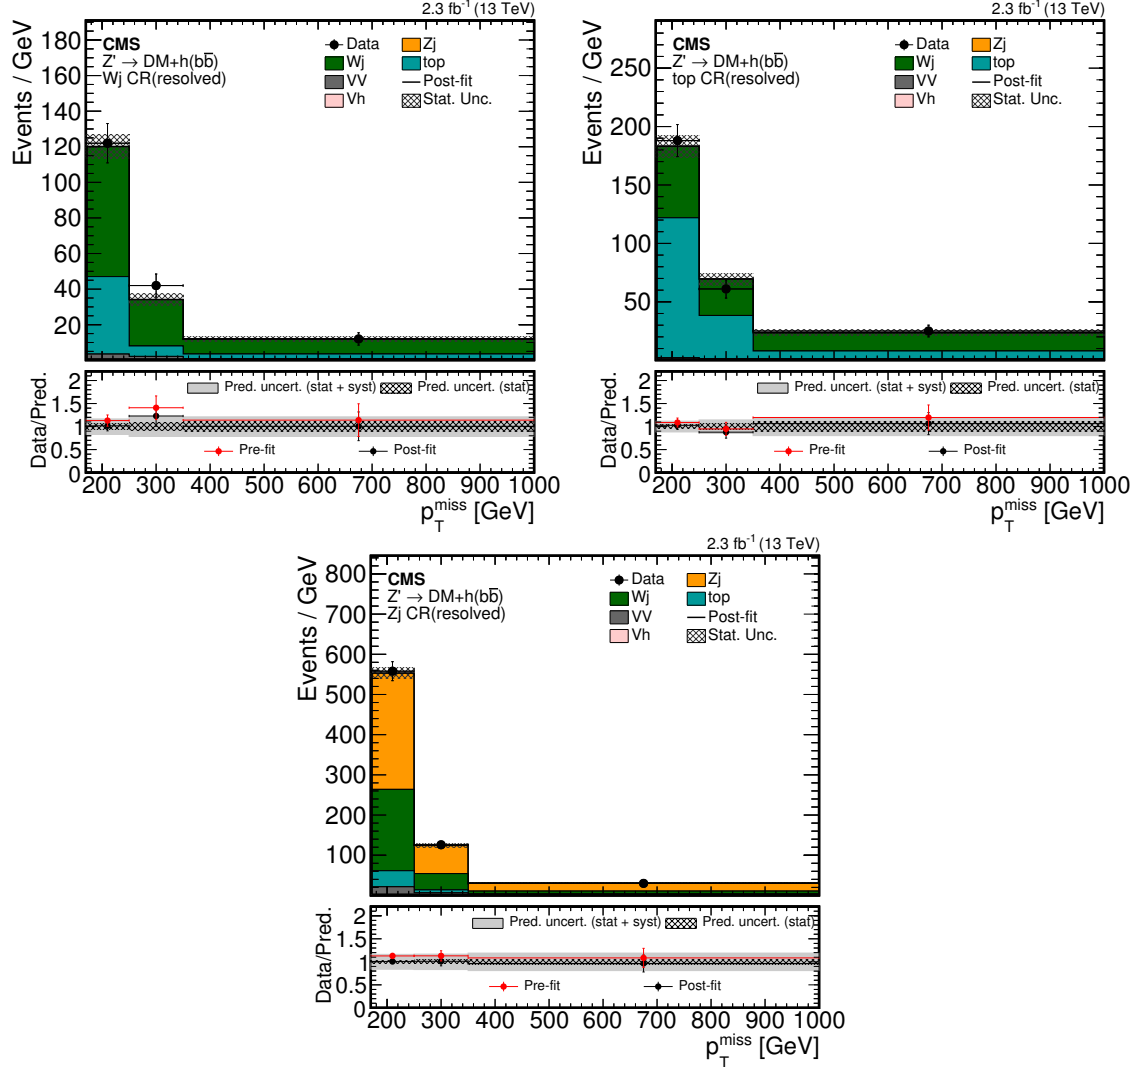 2.3 fb⁻¹ (13 TeV)
CMS
Z' → DM+h(bb̅)
Wj CR(resolved)
Data
Zj
Wj
top
VV
Post-fit
Vh
Stat. Unc.
Events / GeV
180
160
140
120
100
80
60
40
20
Pred. uncert. (stat + syst)
Pred. uncert. (stat)
Data/Pred.
2
1.5
1
0.5
0
Pre-fit
Post-fit
200 300 400 500 600 700 800 900 1000
p_T^miss [GeV]
2.3 fb⁻¹ (13 TeV)
CMS
Z' → DM+h(bb̅)
top CR(resolved)
Data
Zj
Wj
top
VV
Post-fit
Vh
Stat. Unc.
Events / GeV
250
200
150
100
50
Pred. uncert. (stat + syst)
Pred. uncert. (stat)
Data/Pred.
2
1.5
1
0.5
0
Pre-fit
Post-fit
200 300 400 500 600 700 800 900 1000
p_T^miss [GeV]
2.3 fb⁻¹ (13 TeV)
CMS
Z' → DM+h(bb̅)
Zj CR(resolved)
Data
Zj
Wj
top
VV
Post-fit
Vh
Stat. Unc.
Events / GeV
800
700
600
500
400
300
200
100
Pred. uncert. (stat + syst)
Pred. uncert. (stat)
Data/Pred.
2
1.5
1
0.5
0
Pre-fit
Post-fit
200 300 400 500 600 700 800 900 1000
p_T^miss [GeV]